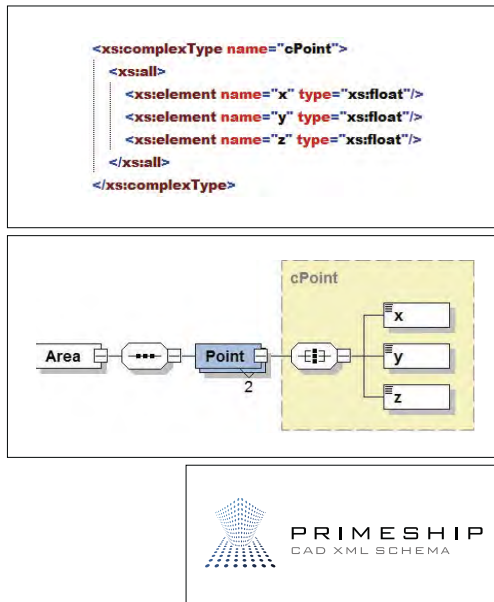 <xs:complexType name="cPoint">
<xs:all>
<xs:element name="x" type="xs:float"/>
<xs:element name="y" type="xs:float"/>
<xs:element name="z" type="xs:float"/>
</xs:all>
</xs:complexType>
cPoint
x
Area
Point
y
2
z
PRIMESHIP
CAD XML SCHEMA